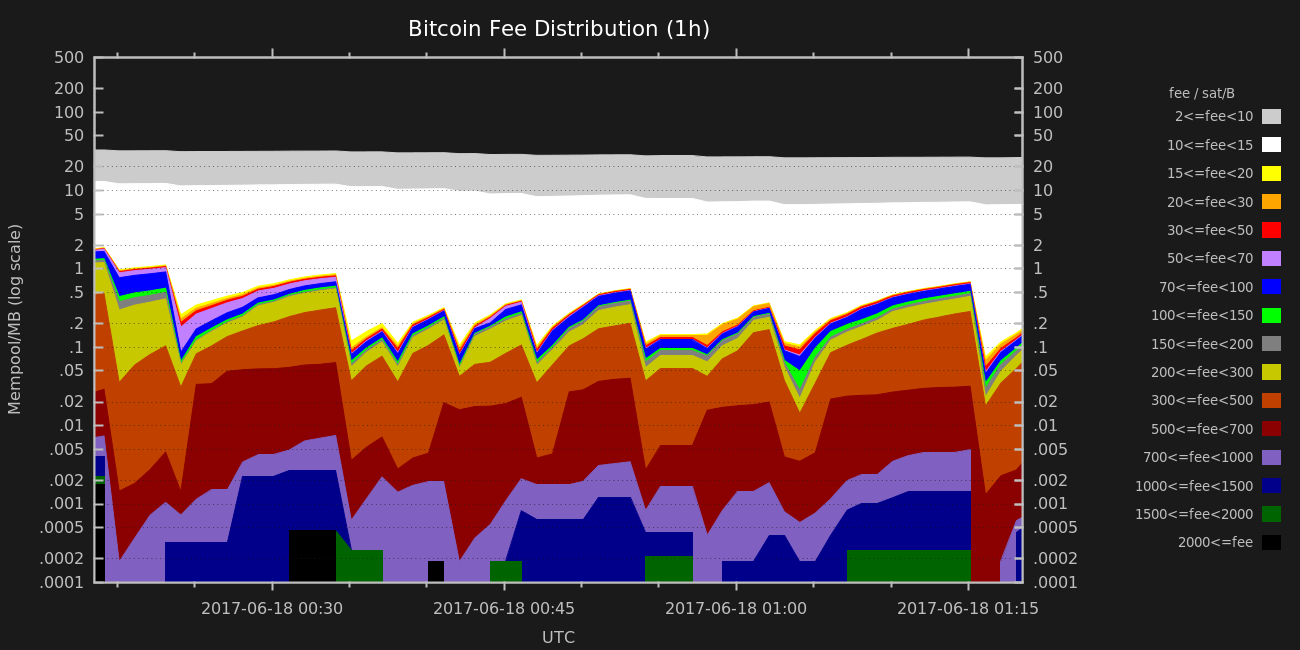 Bitcoin Fee Distribution (1h)
500 500
200 200
100 100
50 50
20 20
10 10
5 5
2 2
1 1
.5 .5
.2 .2
.1 .1
.05 .05
.02 .02
.01 .01
.005 .005
.002 .002
.001 .001
.0005 .0005
.0002 .0002
.0001 .0001
Mempool/MB (log scale)
2017-06-18 00:30 2017-06-18 00:45 2017-06-18 01:00 2017-06-18 01:15
UTC
fee / sat/B
2<=fee<10
10<=fee<15
15<=fee<20
20<=fee<30
30<=fee<50
50<=fee<70
70<=fee<100
100<=fee<150
150<=fee<200
200<=fee<300
300<=fee<500
500<=fee<700
700<=fee<1000
1000<=fee<1500
1500<=fee<2000
2000<=fee